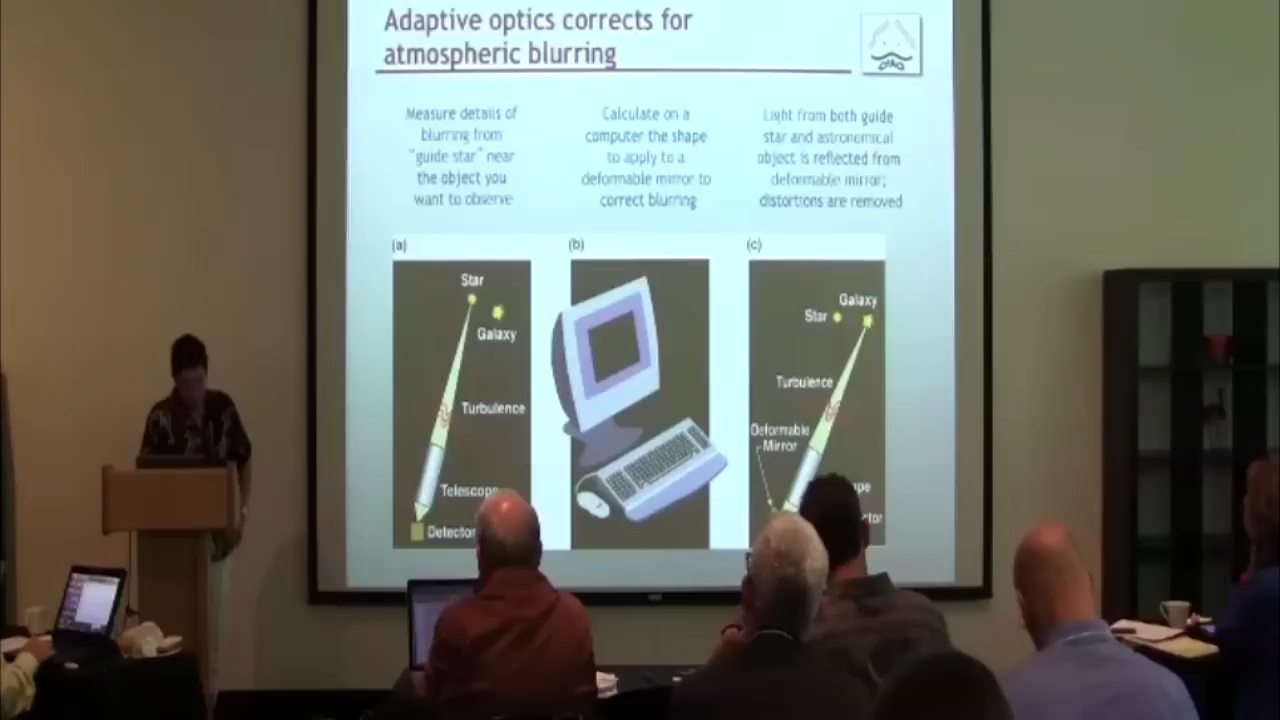 Adaptive optics corrects for
atmospheric blurring
Measure details of
blurring from
"guide star" near
the object you
want to observe
Calculate on a
computer the shape
to apply to a
deformable mirror to
correct blurring
Light from both guide
star and astronomical
object is reflected from
deformable mirror;
distortions are removed
(a)
Star
Galaxy
Turbulence
Telescope
Detector
(b)
(c)
Galaxy
Star
Turbulence
Deformable
Mirror